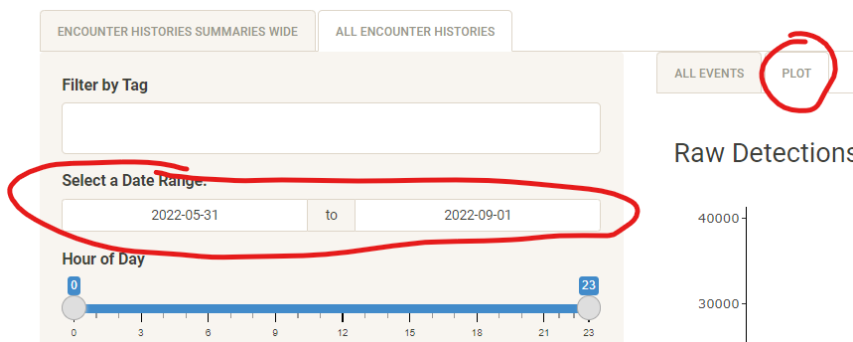 ENCOUNTER HISTORIES SUMMARIES WIDE
ALL ENCOUNTER HISTORIES
Filter by Tag
Select a Date Range:
2022-05-31 to 2022-09-01
Hour of Day
0 23
0 3 6 9 12 15 18 21 23
ALL EVENTS
PLOT
Raw Detections
40000
30000